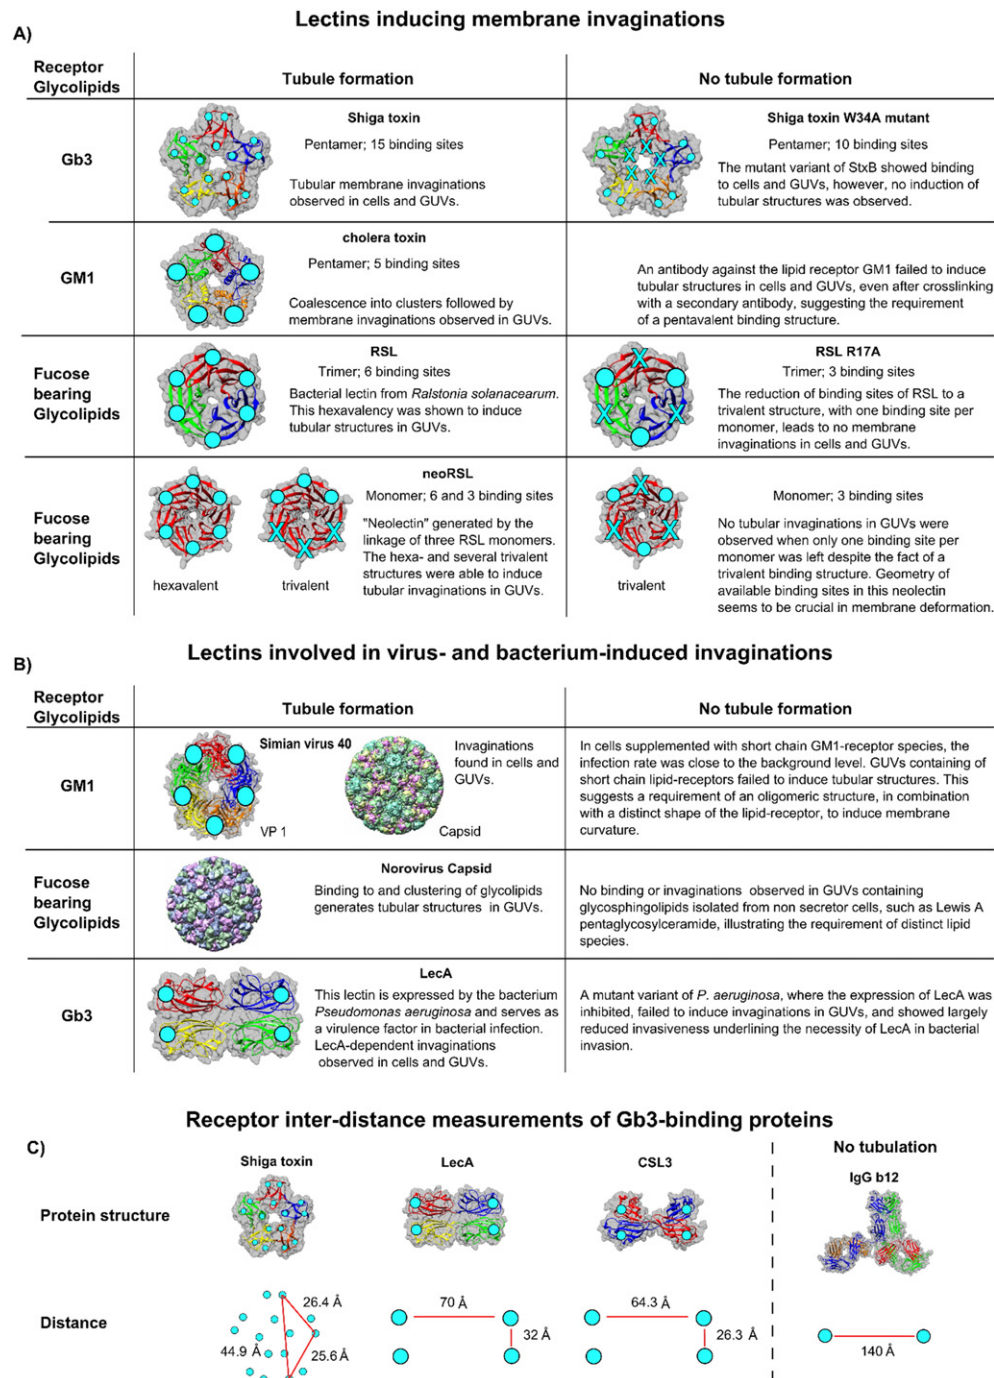 Lectins inducing membrane invaginations
A)
Receptor
Glycolipids
Tubule formation
No tubule formation
Gb3
Shiga toxin
Pentamer; 15 binding sites
Tubular membrane invaginations
observed in cells and GUVs.
X X X X X
Shiga toxin W34A mutant
Pentamer; 10 binding sites
The mutant variant of StxB showed binding
to cells and GUVs, however, no induction of
tubular structures was observed.
GM1
cholera toxin
Pentamer; 5 binding sites
Coalescence into clusters followed by
membrane invaginations observed in GUVs.
An antibody against the lipid receptor GM1 failed to induce
tubular structures in cells and GUVs, even after crosslinking
with a secondary antibody, suggesting the requirement
of a pentavalent binding structure.
Fucose
bearing
Glycolipids
RSL
Trimer; 6 binding sites
Bacterial lectin from Ralstonia solanacearum.
This hexavalency was shown to induce
tubular structures in GUVs.
X X X
RSL R17A
Trimer; 3 binding sites
The reduction of binding sites of RSL to a
trivalent structure, with one binding site per
monomer, leads to no membrane
invaginations in cells and GUVs.
Fucose
bearing
Glycolipids
hexavalent
X X X
trivalent
neoRSL
Monomer; 6 and 3 binding sites
"Neolectin" generated by the
linkage of three RSL monomers.
The hexa- and several trivalent
structures were able to induce
tubular invaginations in GUVs.
X X X
trivalent
Monomer; 3 binding sites
No tubular invaginations in GUVs were
observed when only one binding site per
monomer was left despite the fact of a
trivalent binding structure. Geometry of
available binding sites in this neolectin
seems to be crucial in membrane deformation.
B)
Lectins involved in virus- and bacterium-induced invaginations
Receptor
Glycolipids
Tubule formation
No tubule formation
GM1
Simian virus 40
VP 1
Capsid
Invaginations
found in cells and
GUVs.
In cells supplemented with short chain GM1-receptor species, the
infection rate was close to the background level. GUVs containing of
short chain lipid-receptors failed to induce tubular structures. This
suggests a requirement of an oligomeric structure, in combination
with a distinct shape of the lipid-receptor, to induce membrane
curvature.
Fucose
bearing
Glycolipids
Norovirus Capsid
Binding to and clustering of glycolipids
generates tubular structures in GUVs.
No binding or invaginations observed in GUVs containing
glycosphingolipids isolated from non secretor cells, such as Lewis A
pentaglycosylceramide, illustrating the requirement of distinct lipid
species.
Gb3
LecA
This lectin is expressed by the bacterium
Pseudomonas aeruginosa and serves as
a virulence factor in bacterial infection.
LecA-dependent invaginations
observed in cells and GUVs.
A mutant variant of P. aeruginosa, where the expression of LecA was
inhibited, failed to induce invaginations in GUVs, and showed largely
reduced invasiveness underlining the necessity of LecA in bacterial
invasion.
Receptor inter-distance measurements of Gb3-binding proteins
C)
Shiga toxin
LecA
CSL3
No tubulation
IgG b12
Protein structure
Distance
26.4 Å
44.9 Å
25.6 Å
70 Å
32 Å
64.3 Å
26.3 Å
140 Å